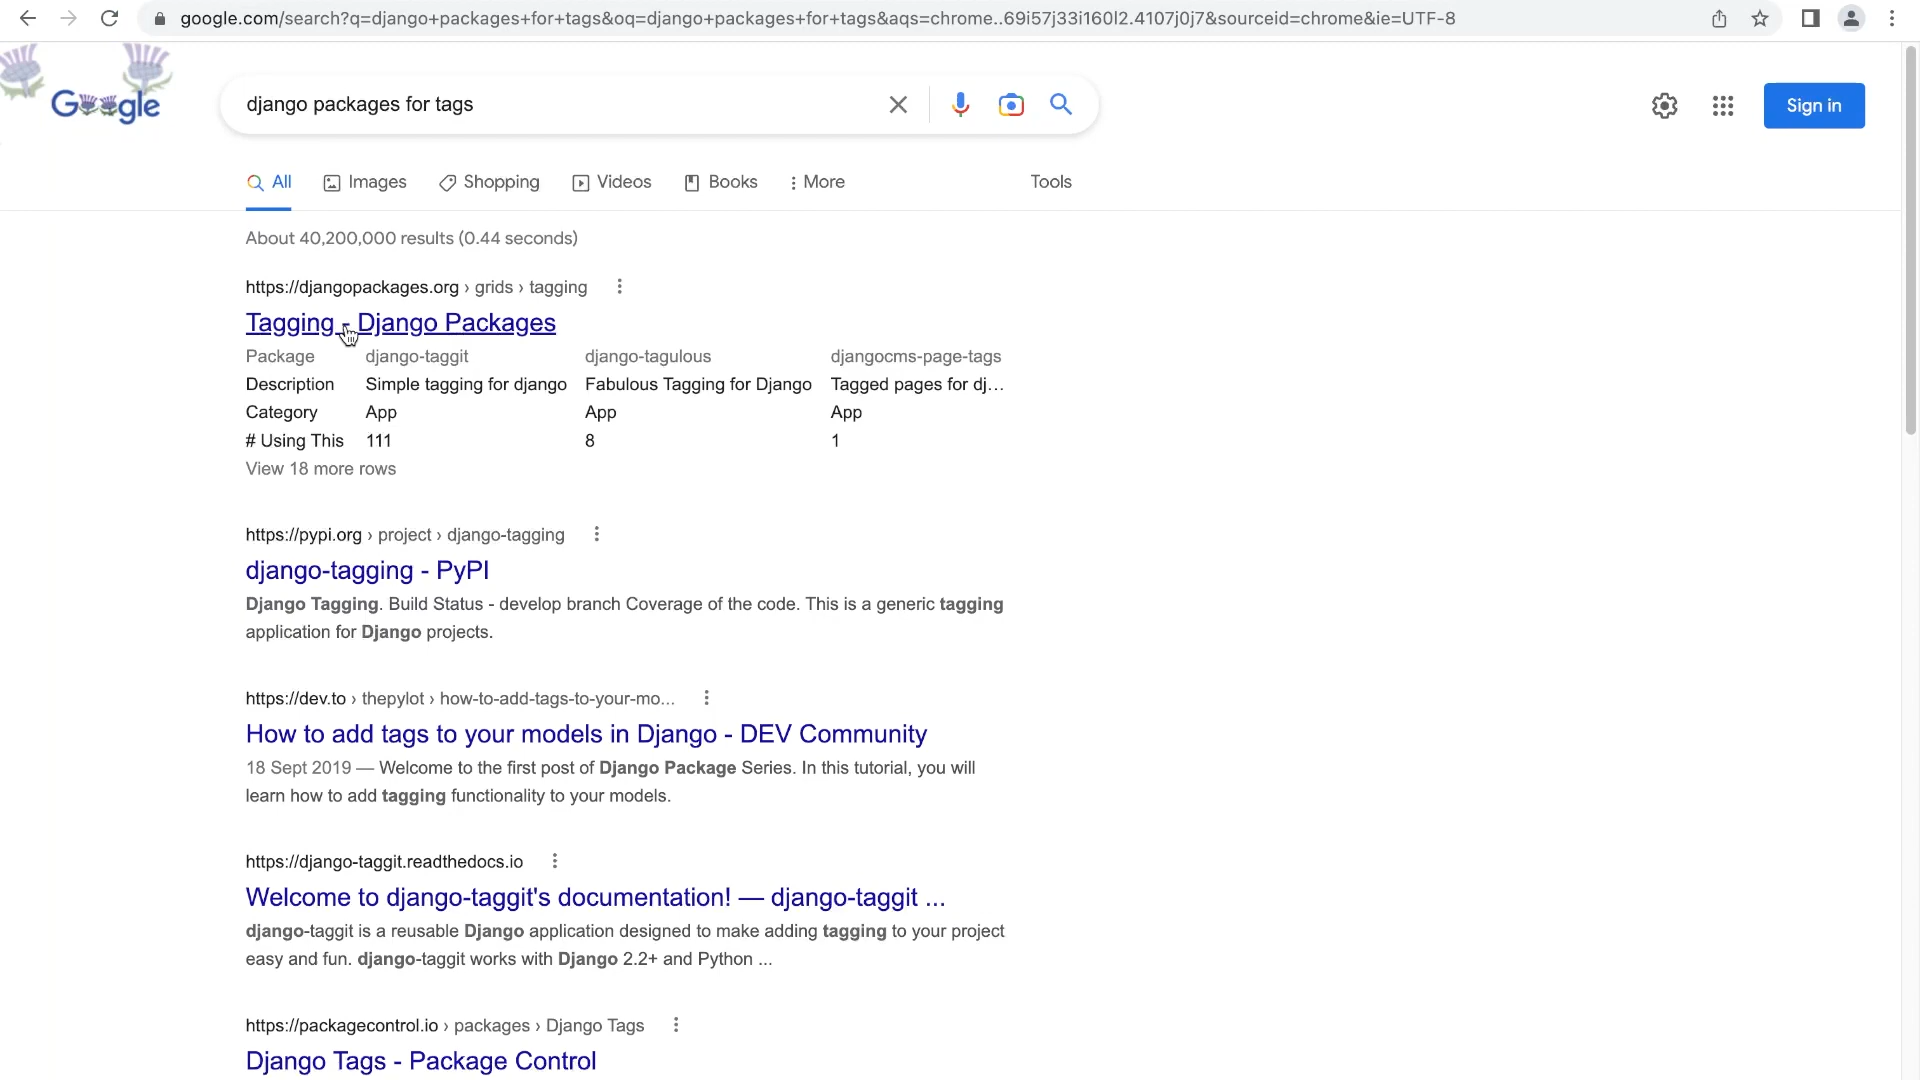 google.com/search?q=django+packages+for+tags&oq=django+packages+for+tags&aqs=chrome..69i57j33i160l2.4107j0j7&sourceid=chrome&ie=UTF-8
Google
django packages for tags
Sign in
All Images Shopping Videos Books More Tools
About 40,200,000 results (0.44 seconds)
https://djangopackages.org › grids › tagging
Tagging - Django Packages
Package django-taggit django-tagulous djangocms-page-tags
Description Simple tagging for django Fabulous Tagging for Django Tagged pages for dj...
Category App App App
# Using This 111 8 1
View 18 more rows
https://pypi.org › project › django-tagging
django-tagging - PyPI
Django Tagging. Build Status - develop branch Coverage of the code. This is a generic tagging
application for Django projects.
https://dev.to › thepylot › how-to-add-tags-to-your-mo...
How to add tags to your models in Django - DEV Community
18 Sept 2019 — Welcome to the first post of Django Package Series. In this tutorial, you will
learn how to add tagging functionality to your models.
https://django-taggit.readthedocs.io
Welcome to django-taggit's documentation! — django-taggit ...
django-taggit is a reusable Django application designed to make adding tagging to your project
easy and fun. django-taggit works with Django 2.2+ and Python ...
https://packagecontrol.io › packages › Django Tags
Django Tags - Package Control